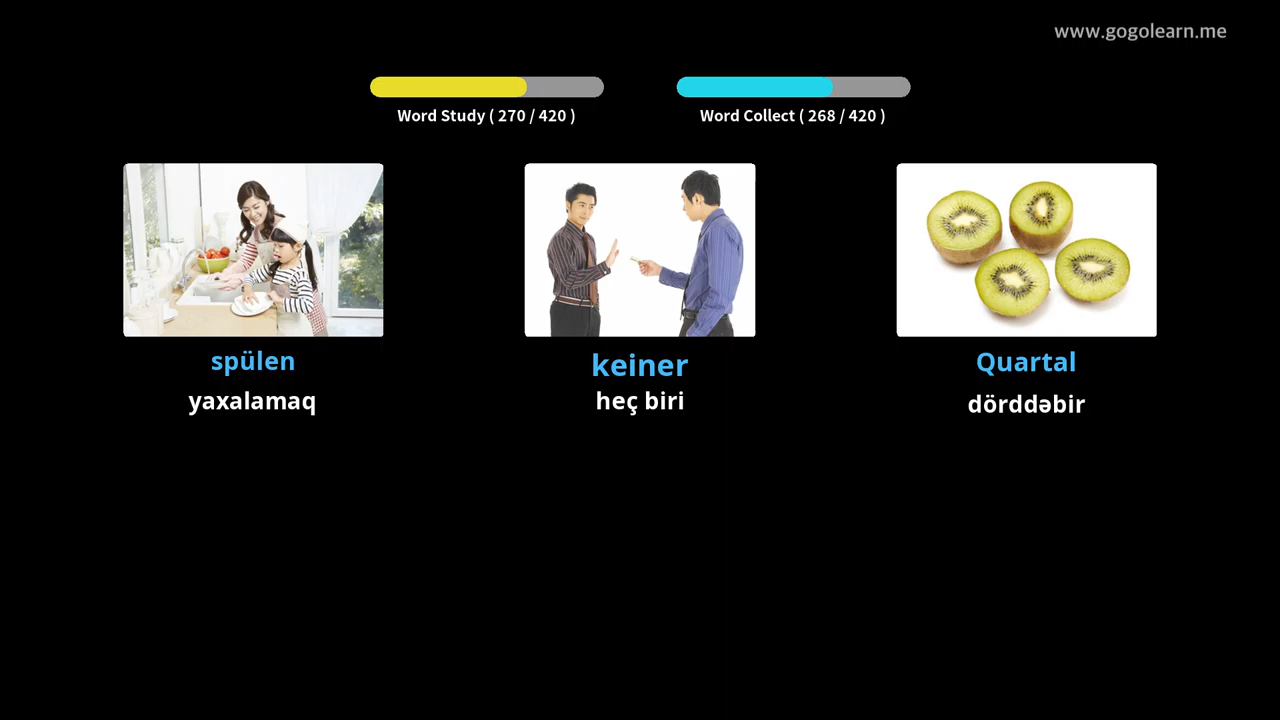 www.gogolearn.me
Word Study ( 270 / 420 )
Word Collect ( 268 / 420 )
spülen
yaxalamaq
keiner
heç biri
Quartal
dörddəbir